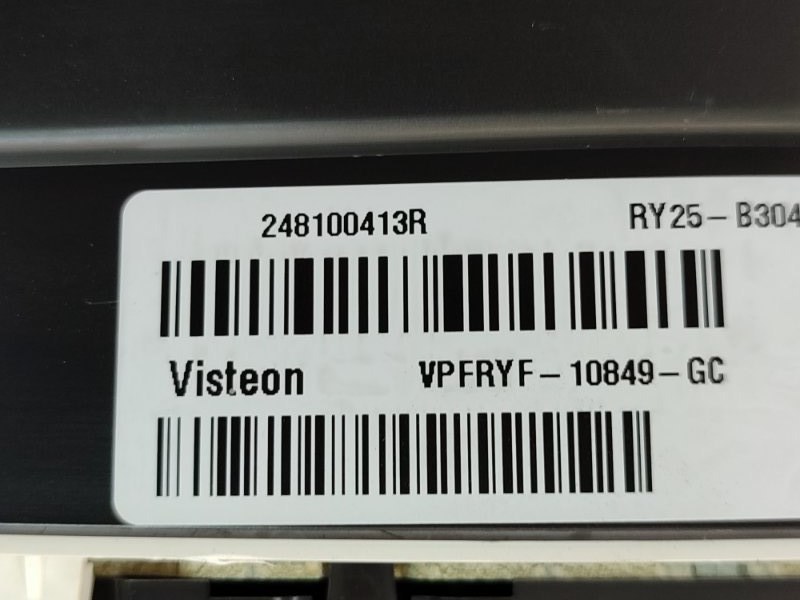 248100413R RY25-B304
Visteon VPFRYF-10849-GC